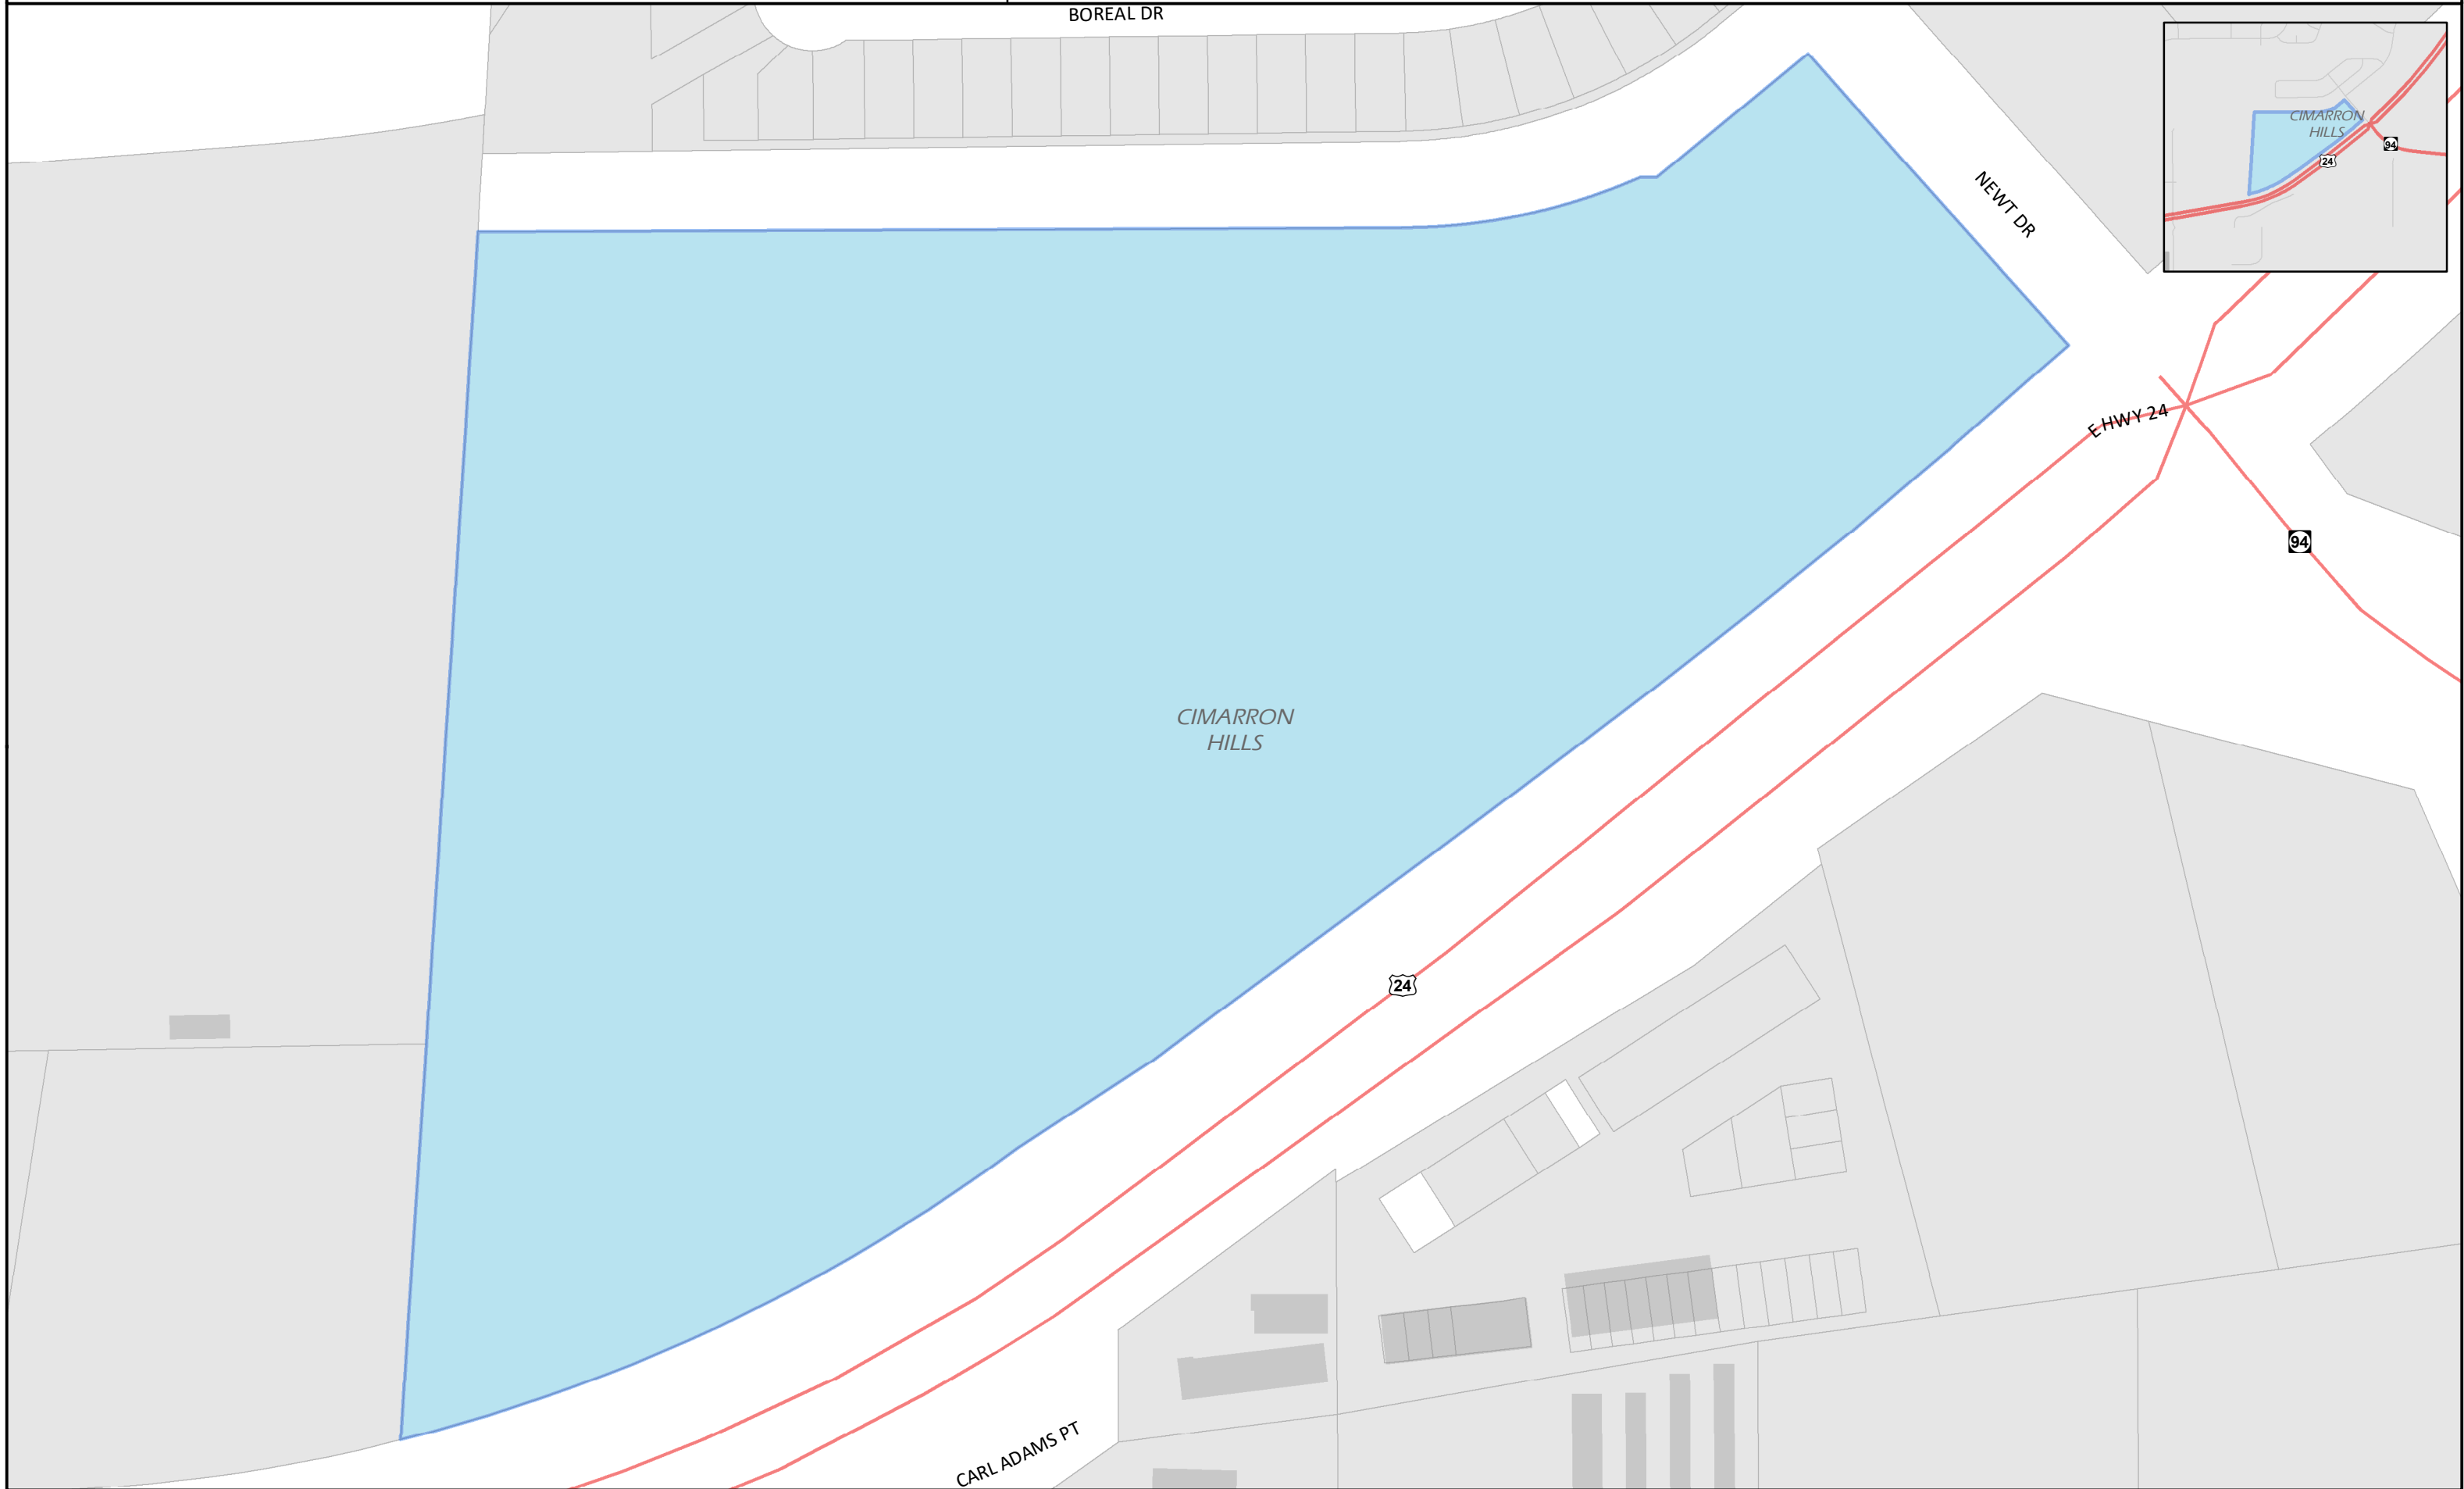 BOREAL DR
CIMARRON
HILLS
94
24
NEWT DR
E HWY 24
94
CIMARRON
HILLS
24
CARL ADAMS PT